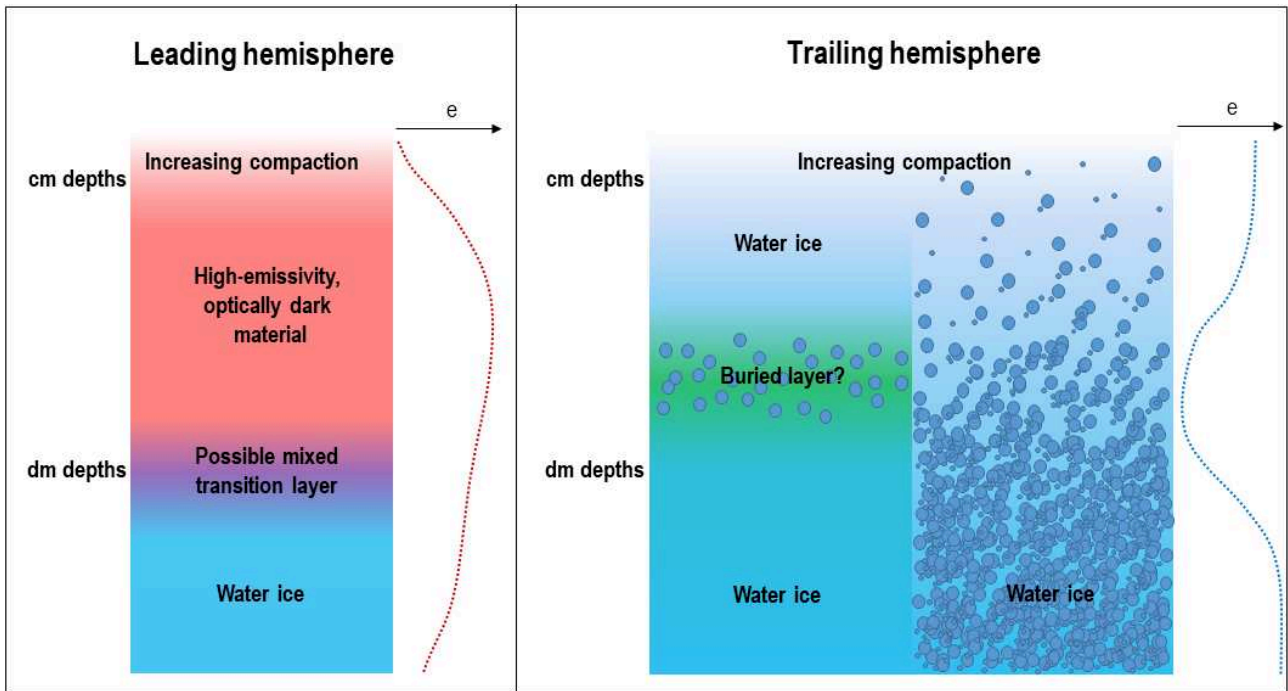 Leading hemisphere
e
Increasing compaction
cm depths
High-emissivity,
optically dark
material
dm depths
Possible mixed
transition layer
Water ice
Trailing hemisphere
e
Increasing compaction
cm depths
Water ice
Buried layer?
dm depths
Water ice
Water ice